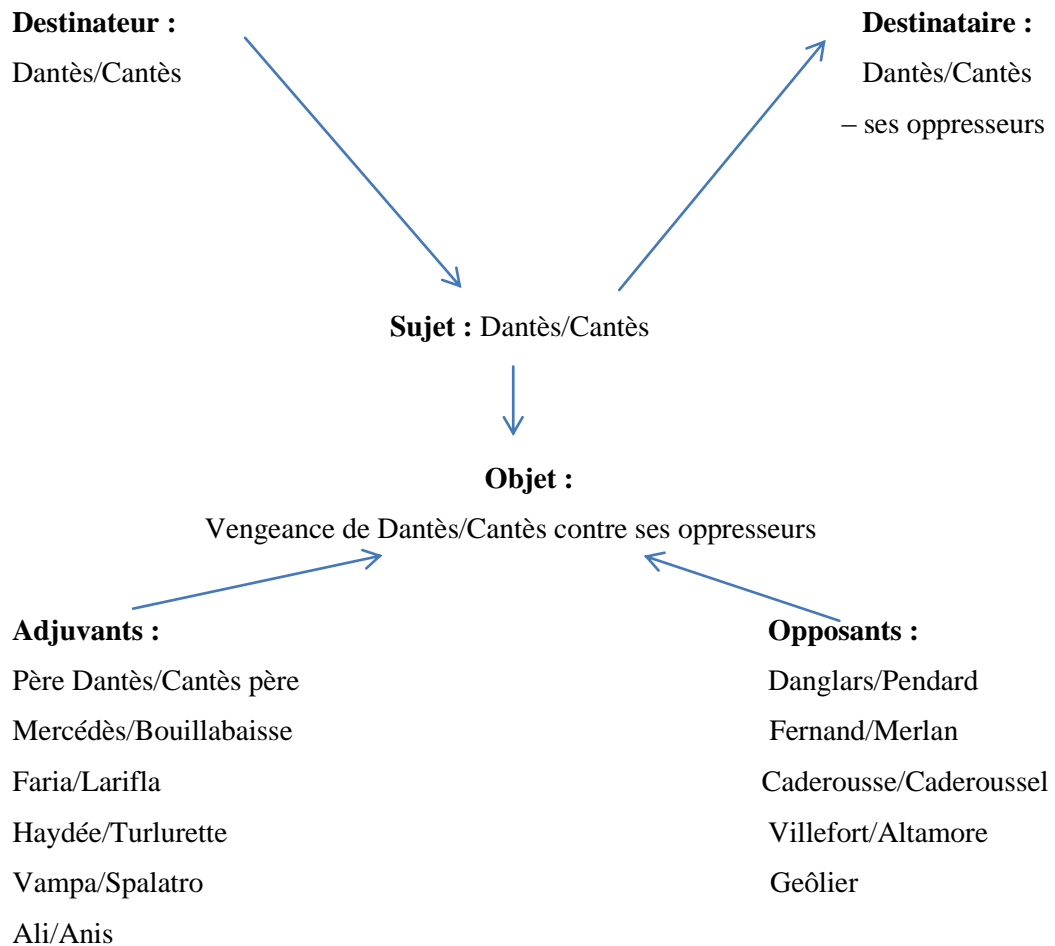 Destinateur :
Dantès/Cantès
Destinataire :
Dantès/Cantès
– ses oppresseurs
Sujet : Dantès/Cantès
Objet :
Vengeance de Dantès/Cantès contre ses oppresseurs
Adjuvants :
Père Dantès/Cantès père
Mercédès/Bouillabaisse
Faria/Larifla
Haydée/Turlurette
Vampa/Spalatro
Ali/Anis
Opposants :
Danglars/Pendard
Fernand/Merlan
Caderousse/Caderoussel
Villefort/Altamore
Geôlier